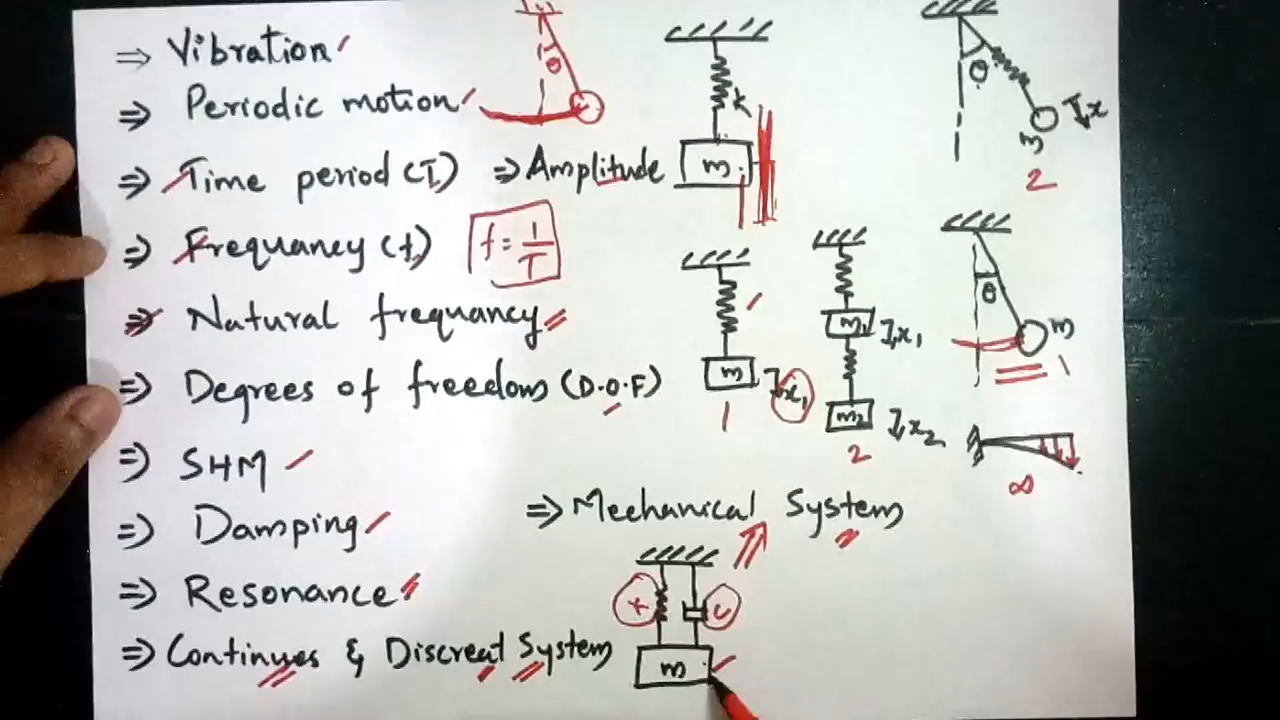 ⇒ Vibration
⇒ Periodic motion
⇒ Time period (T) ⇒ Amplitude
⇒ Frequancy (f) f = 1/T
⇒ Natural frequancy
⇒ Degrees of freedom (D.O.F)
⇒ SHM
⇒ Damping
⇒ Resonance
⇒ Continues & Discreat System
θ
k
m
θ
m
x
2
m
x1
1
m1
x1
m2
x2
2
θ
m
1
∞
⇒ Mechanical System
m